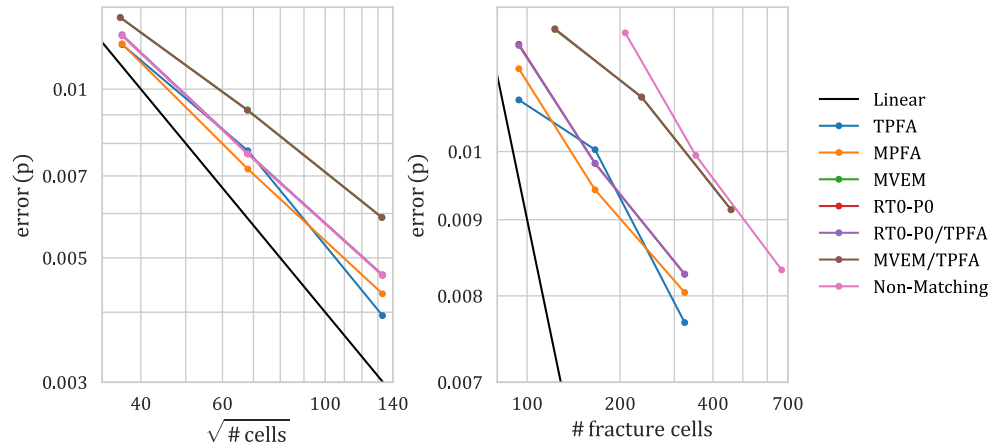 error (p)
0.01
0.007
0.005
0.003
40
60
100
140
√# cells
error (p)
0.01
0.009
0.008
0.007
100
200
400
700
# fracture cells
Linear
TPFA
MPFA
MVEM
RT0-P0
RT0-P0/TPFA
MVEM/TPFA
Non-Matching